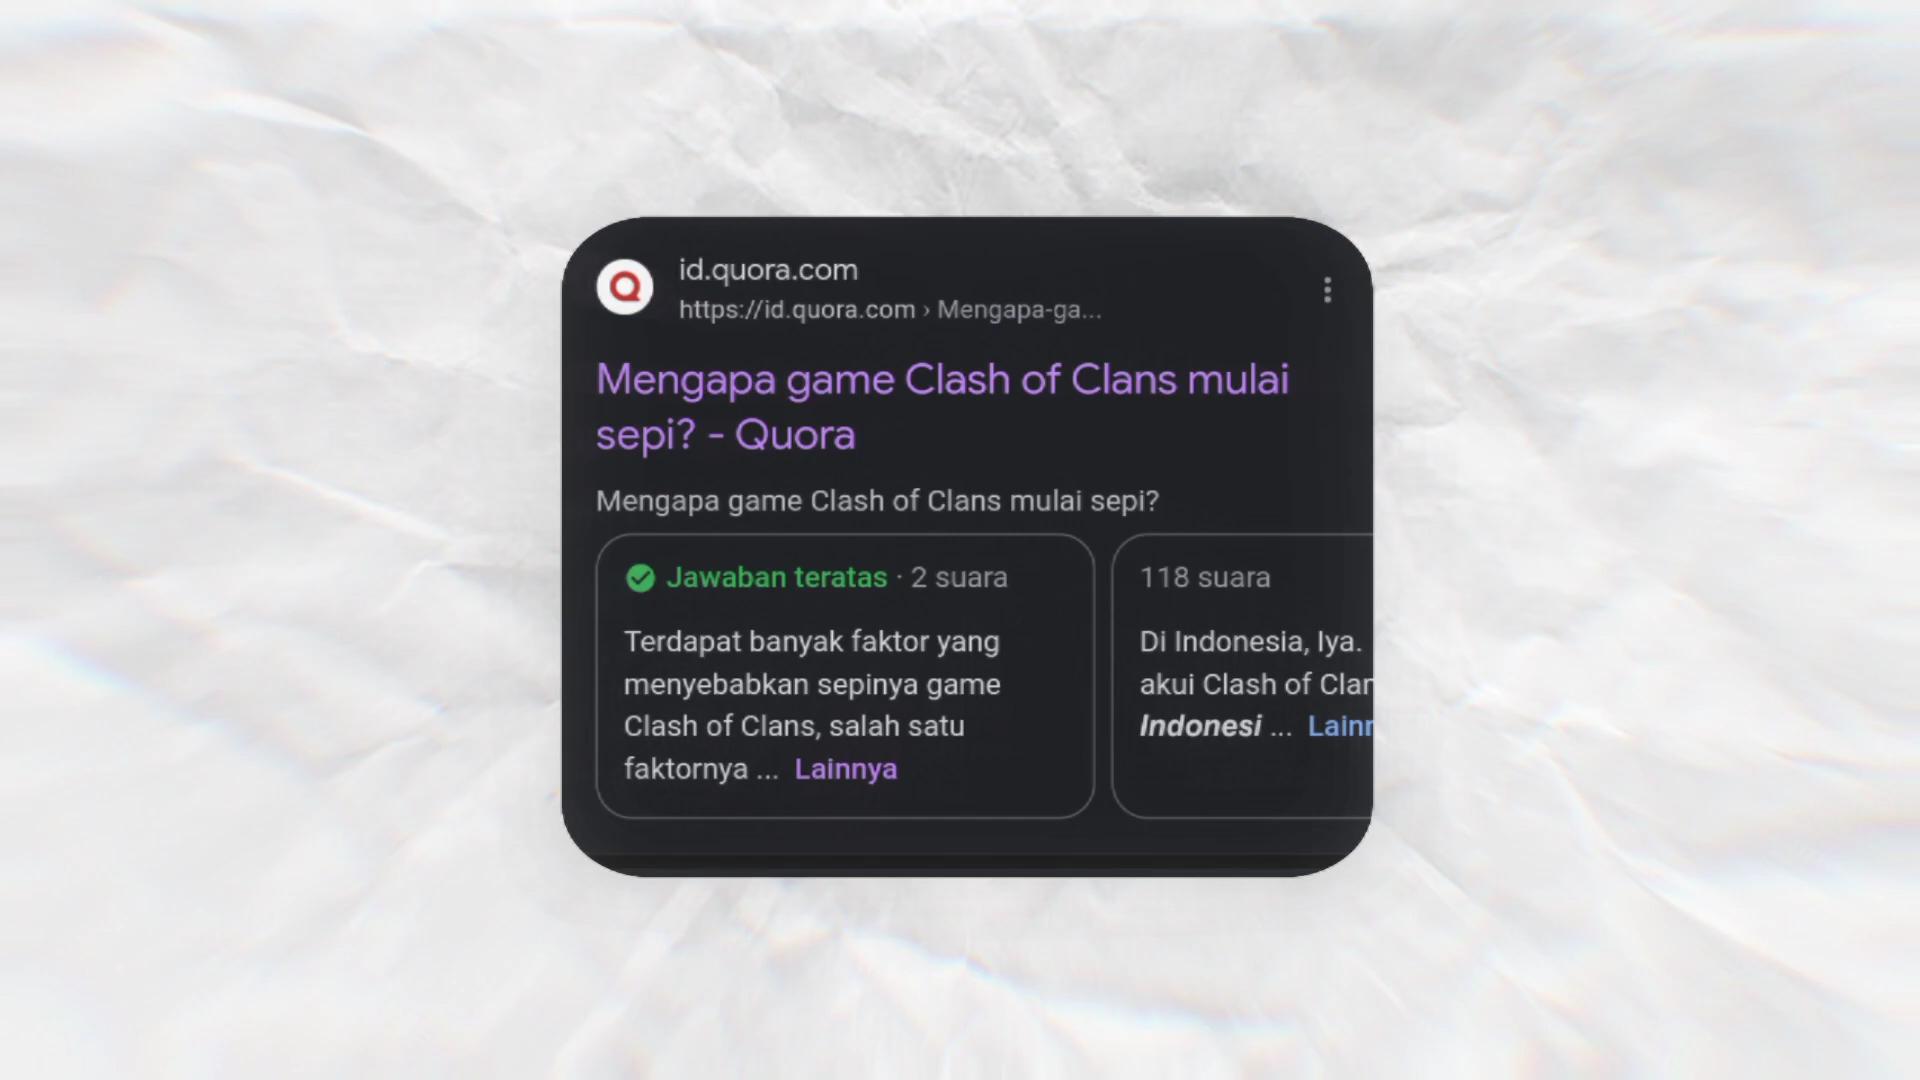 id.quora.com
https://id.quora.com › Mengapa-ga...
Mengapa game Clash of Clans mulai
sepi? - Quora
Mengapa game Clash of Clans mulai sepi?
Jawaban teratas · 2 suara
Terdapat banyak faktor yang
menyebabkan sepinya game
Clash of Clans, salah satu
faktornya ... Lainnya
118 suara
Di Indonesia, Iya.
akui Clash of Clan
Indonesi ... Lainn